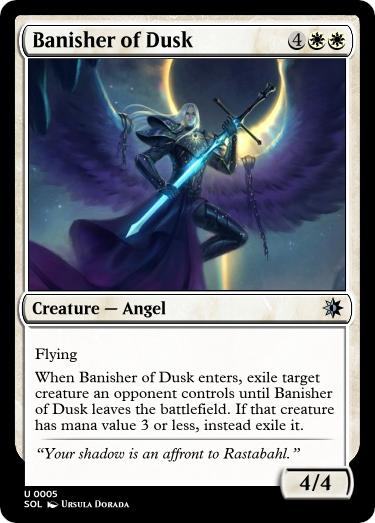 Banisher of Dusk 4
Creature — Angel
Flying
When Banisher of Dusk enters, exile target
creature an opponent controls until Banisher
of Dusk leaves the battlefield. If that creature
has mana value 3 or less, instead exile it.
“Your shadow is an affront to Rastabahl.”
4/4
U 0005
SOL Ursula Dorada